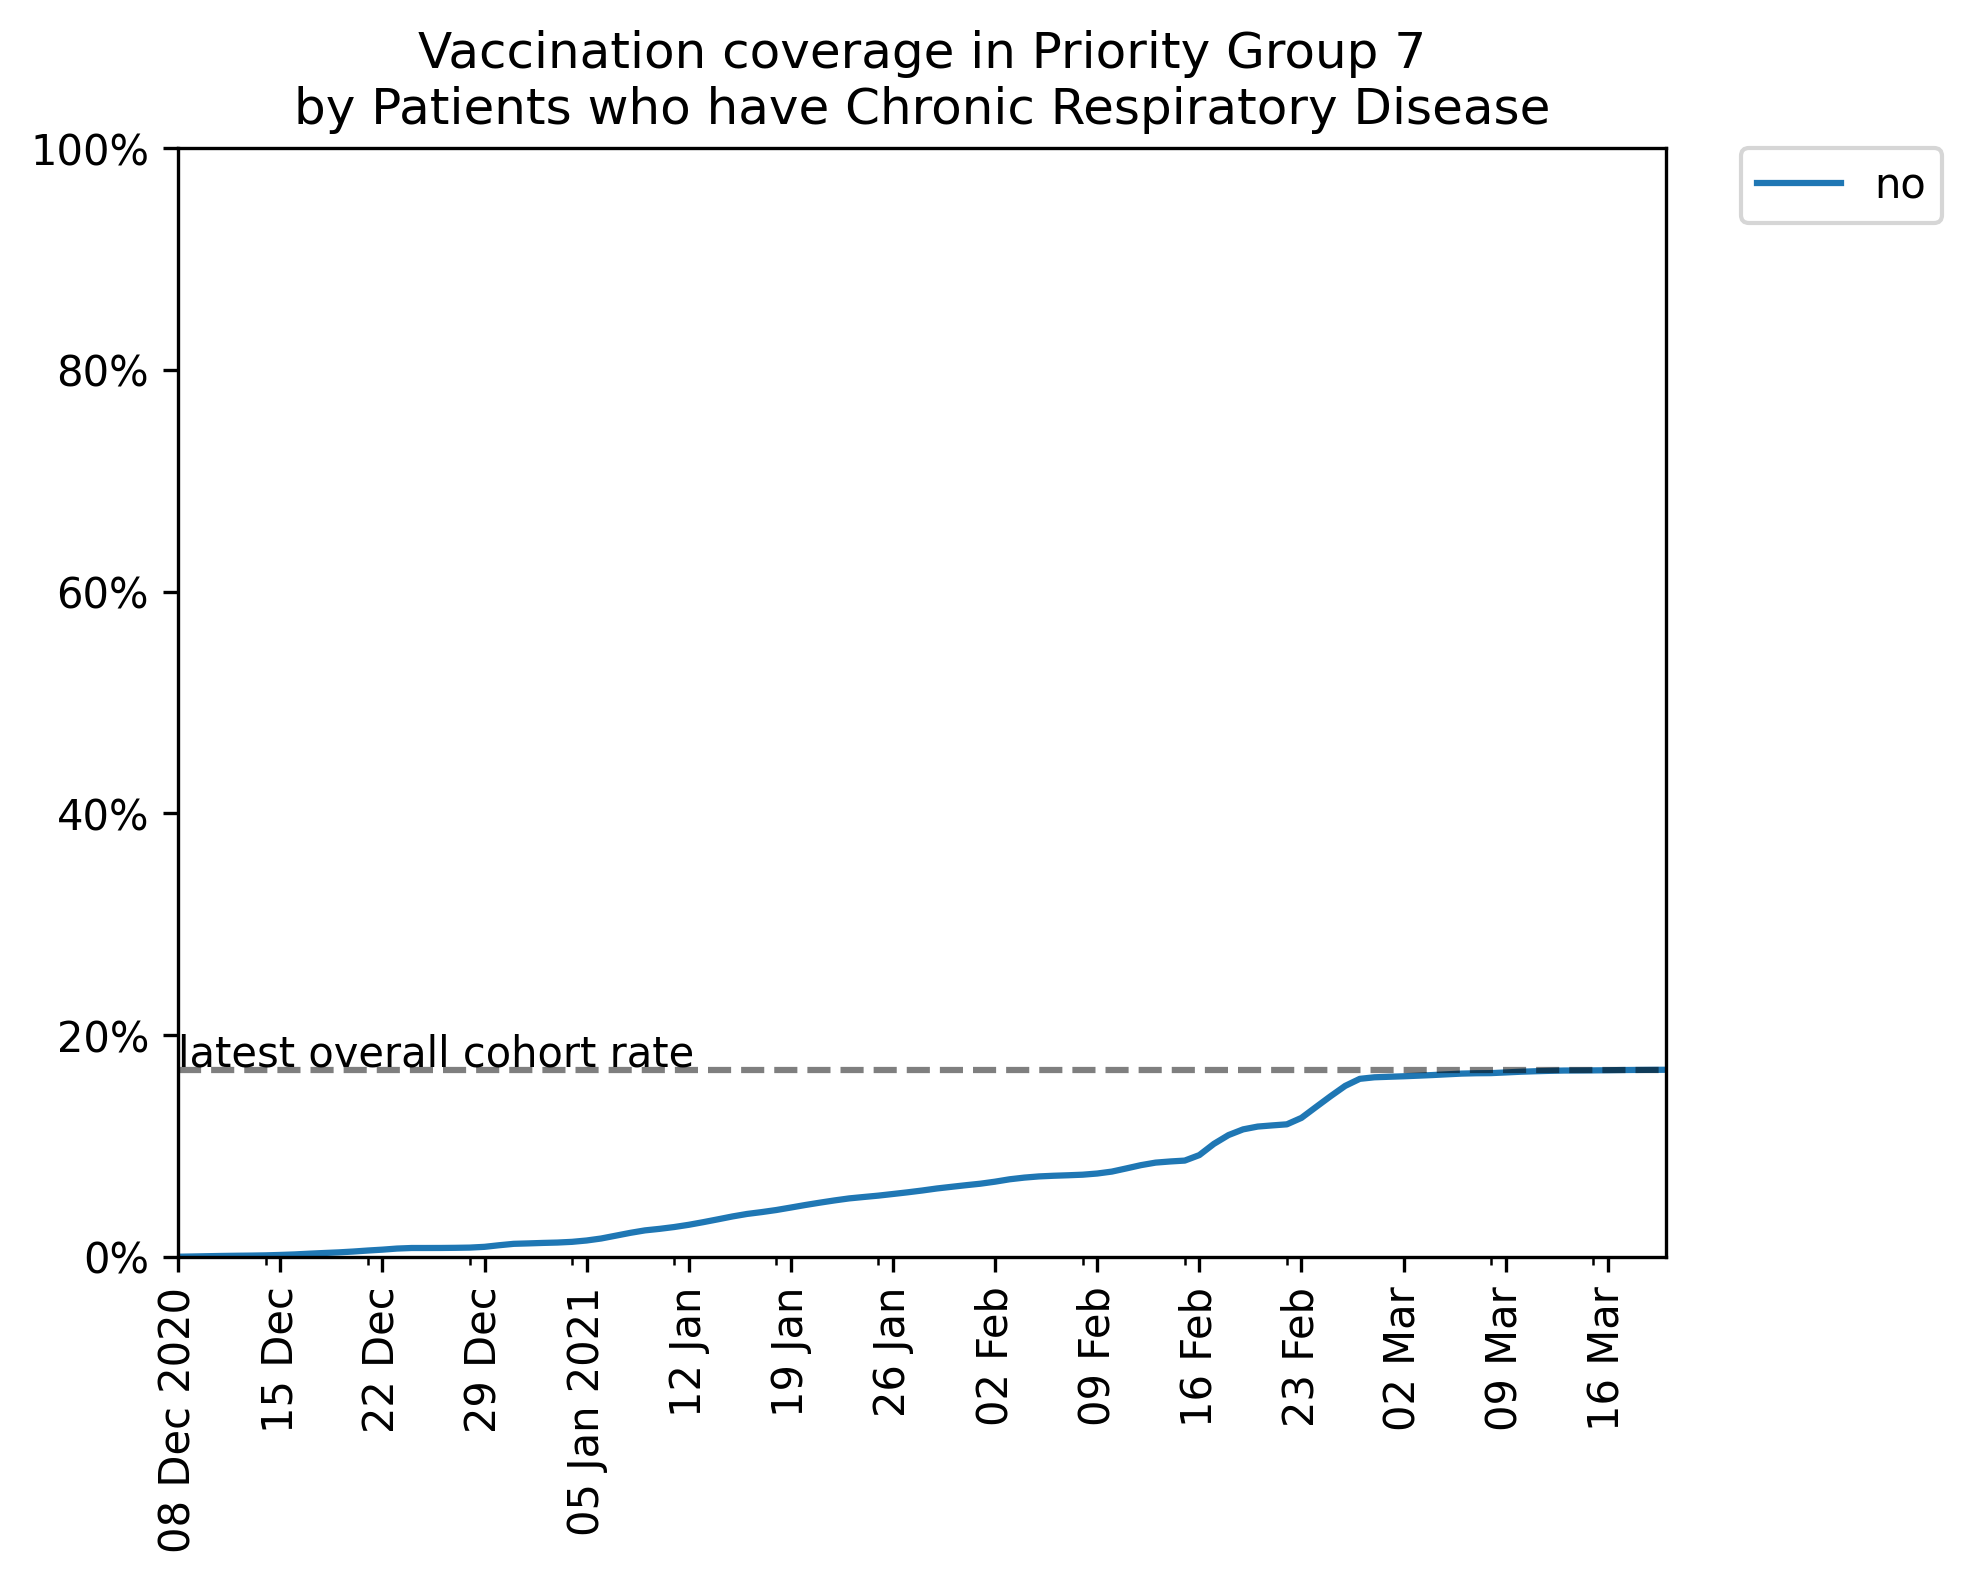 Vaccination coverage in Priority Group 7
by Patients who have Chronic Respiratory Disease
100%
80%
60%
40%
20%
0%
no
latest overall cohort rate
08 Dec 2020
15 Dec
22 Dec
29 Dec
05 Jan 2021
12 Jan
19 Jan
26 Jan
02 Feb
09 Feb
16 Feb
23 Feb
02 Mar
09 Mar
16 Mar